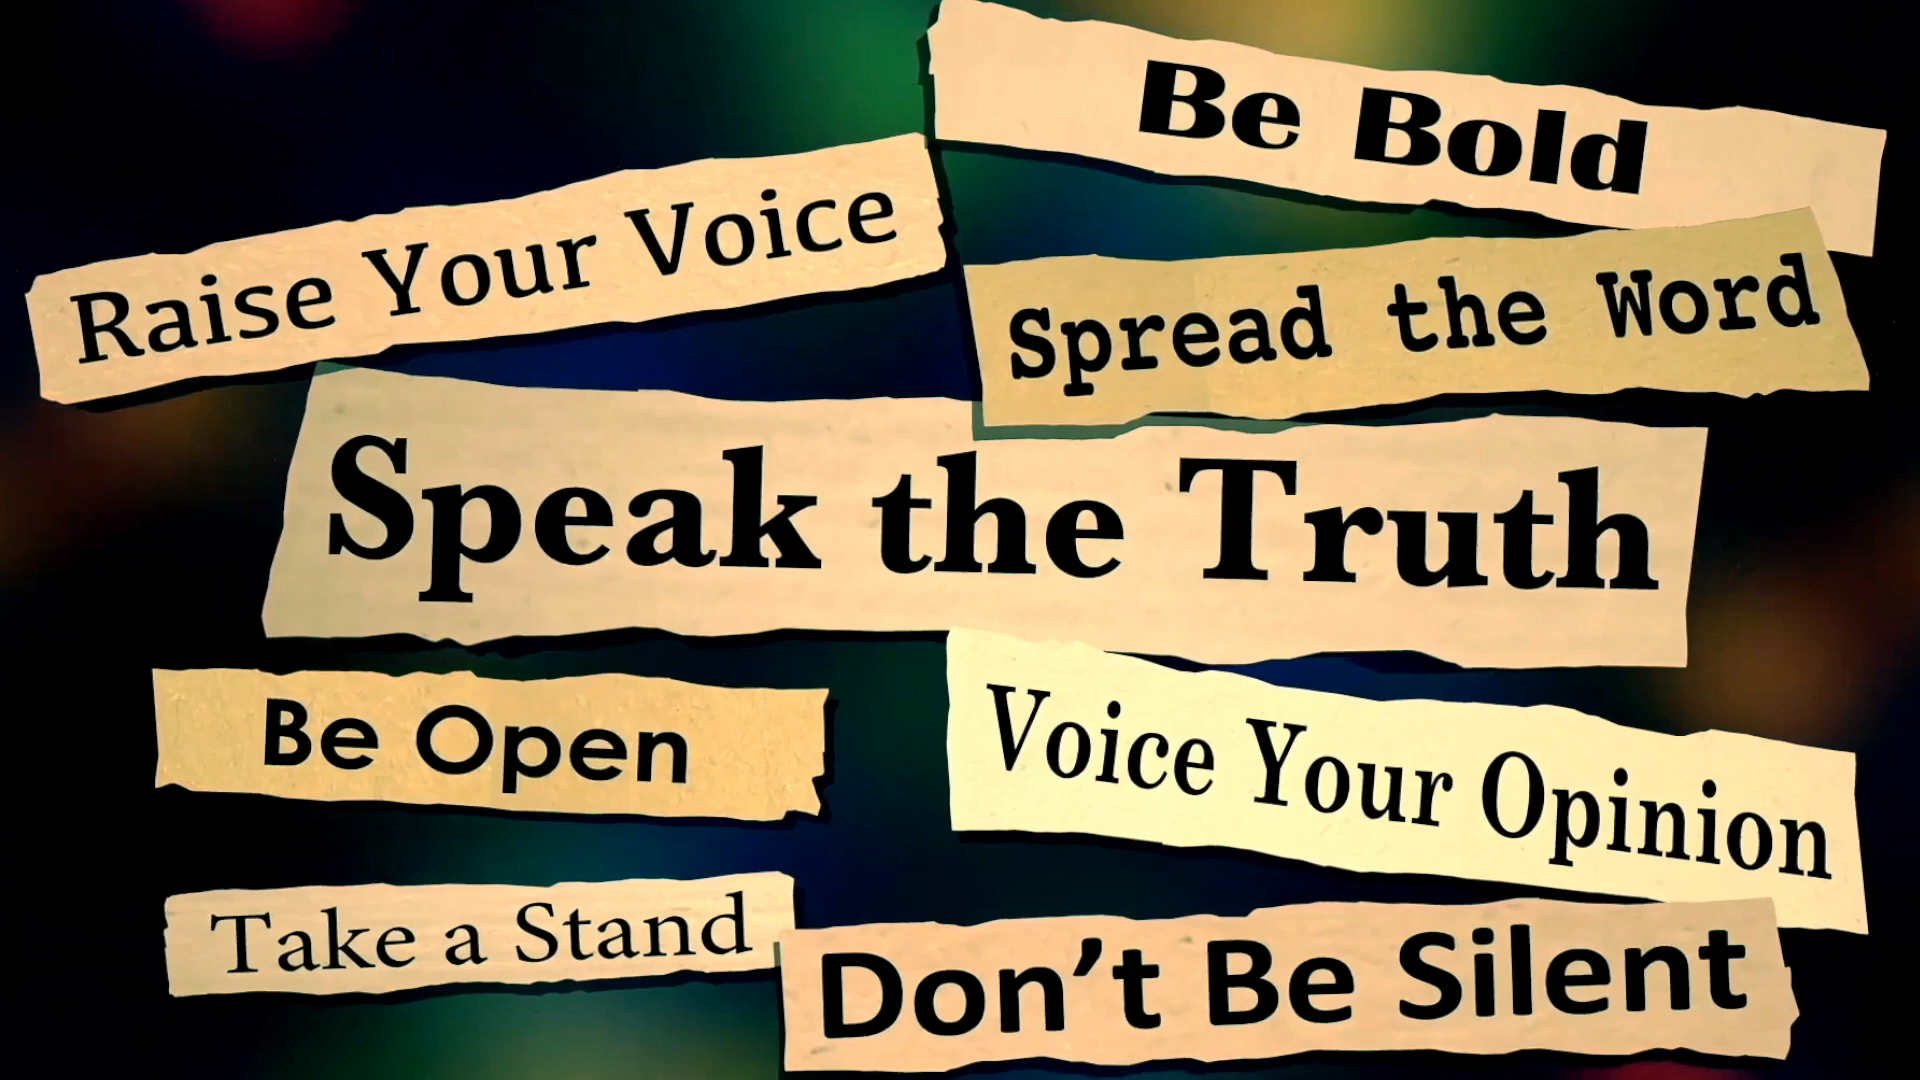 Be Bold
Raise Your Voice
Spread the Word
Speak the Truth
Be Open
Voice Your Opinion
Take a Stand
Don’t Be Silent